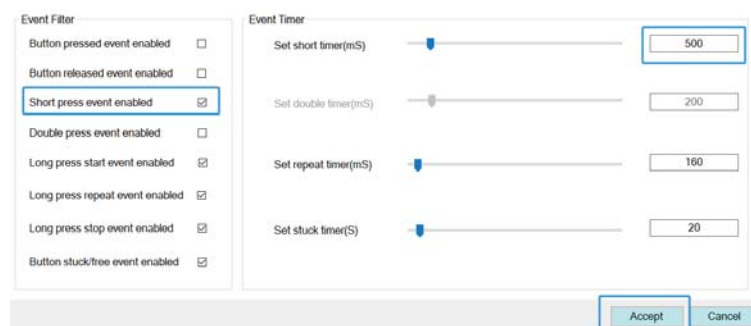 Event Filter
Button pressed event enabled
Button released event enabled
Short press event enabled
Double press event enabled
Long press start event enabled
Long press repeat event enabled
Long press stop event enabled
Button stuck/free event enabled
Event Timer
Set short timer(mS) 500
Set double timer(mS) 200
Set repeat timer(mS) 160
Set stuck timer(S) 20
Accept Cancel